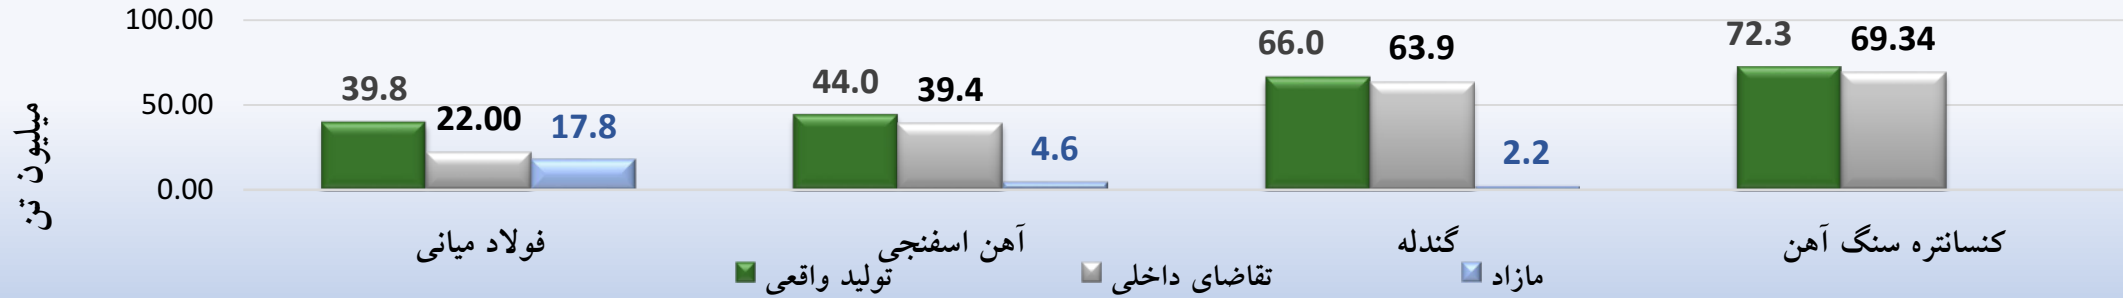 100.00
50.00
0.00
میلیون تن
39.8
22.00
17.8
44.0
39.4
4.6
66.0
63.9
2.2
72.3
69.34
فولاد میانی
آهن اسفنجی
گندله
کنسانتره سنگ آهن
تولید واقعی
تقاضای داخلی
مازاد